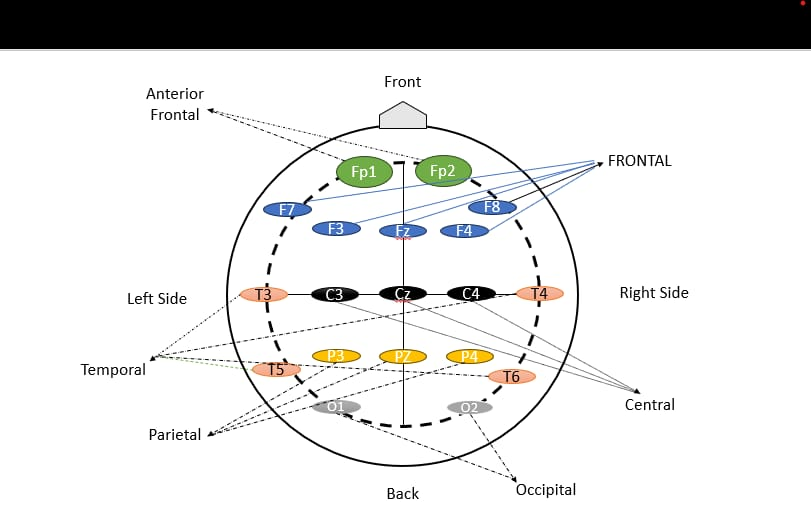 Front
Anterior
Frontal
Fp1
Fp2
FRONTAL
F7
F8
F3
Fz
F4
Left Side
T3
C3
Cz
C4
T4
Right Side
Temporal
T5
P3
PZ
P4
T6
O1
O2
Central
Parietal
Back
Occipital